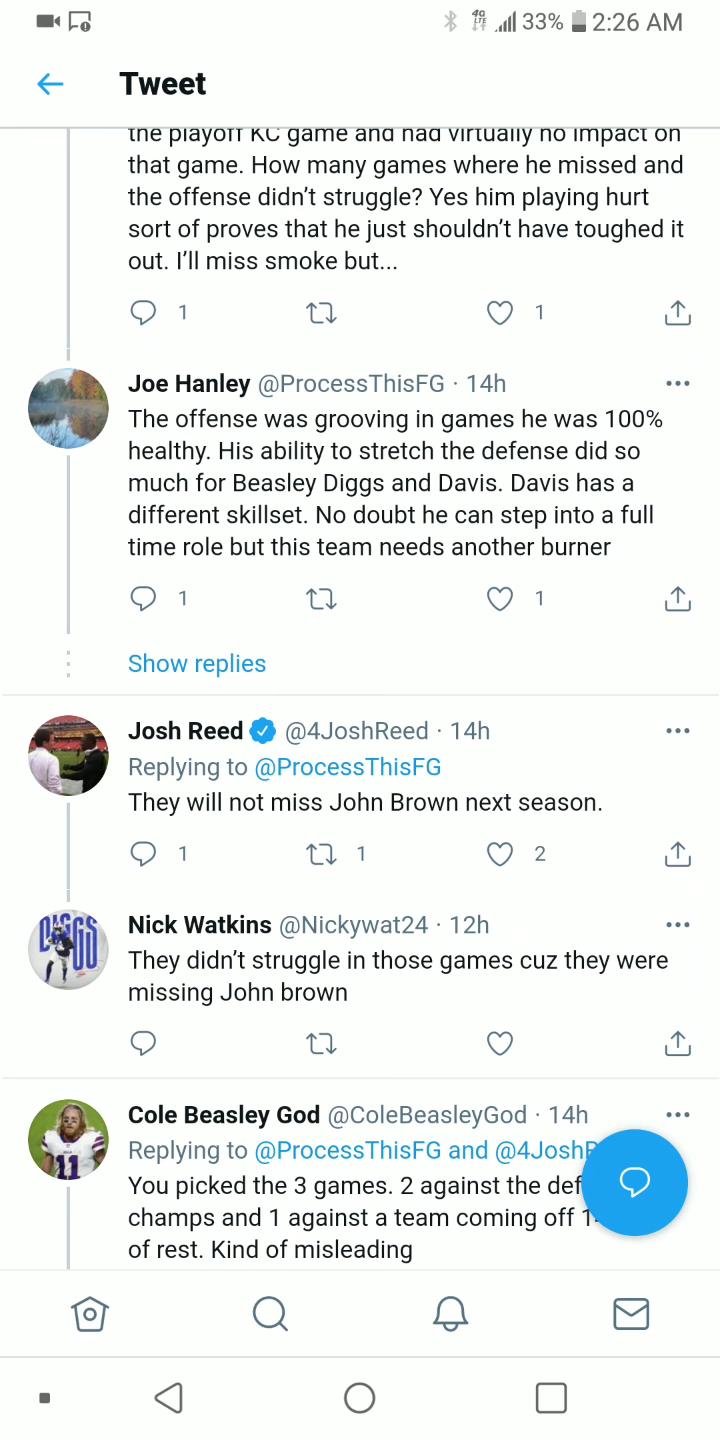 4G LTE 33% 2:26 AM
Tweet
the playoff KC game and had virtually no impact on
that game. How many games where he missed and
the offense didn’t struggle? Yes him playing hurt
sort of proves that he just shouldn’t have toughed it
out. I’ll miss smoke but...
1 1
Joe Hanley @ProcessThisFG · 14h
The offense was grooving in games he was 100%
healthy. His ability to stretch the defense did so
much for Beasley Diggs and Davis. Davis has a
different skillset. No doubt he can step into a full
time role but this team needs another burner
1 1
Show replies
Josh Reed @4JoshReed · 14h
Replying to @ProcessThisFG
They will not miss John Brown next season.
1 1 2
DIGGS
Nick Watkins @Nickywat24 · 12h
They didn’t struggle in those games cuz they were
missing John brown
Cole Beasley God @ColeBeasleyGod · 14h
11
Replying to @ProcessThisFG and @4Josh
You picked the 3 games. 2 against the def
champs and 1 against a team coming off
of rest. Kind of misleading